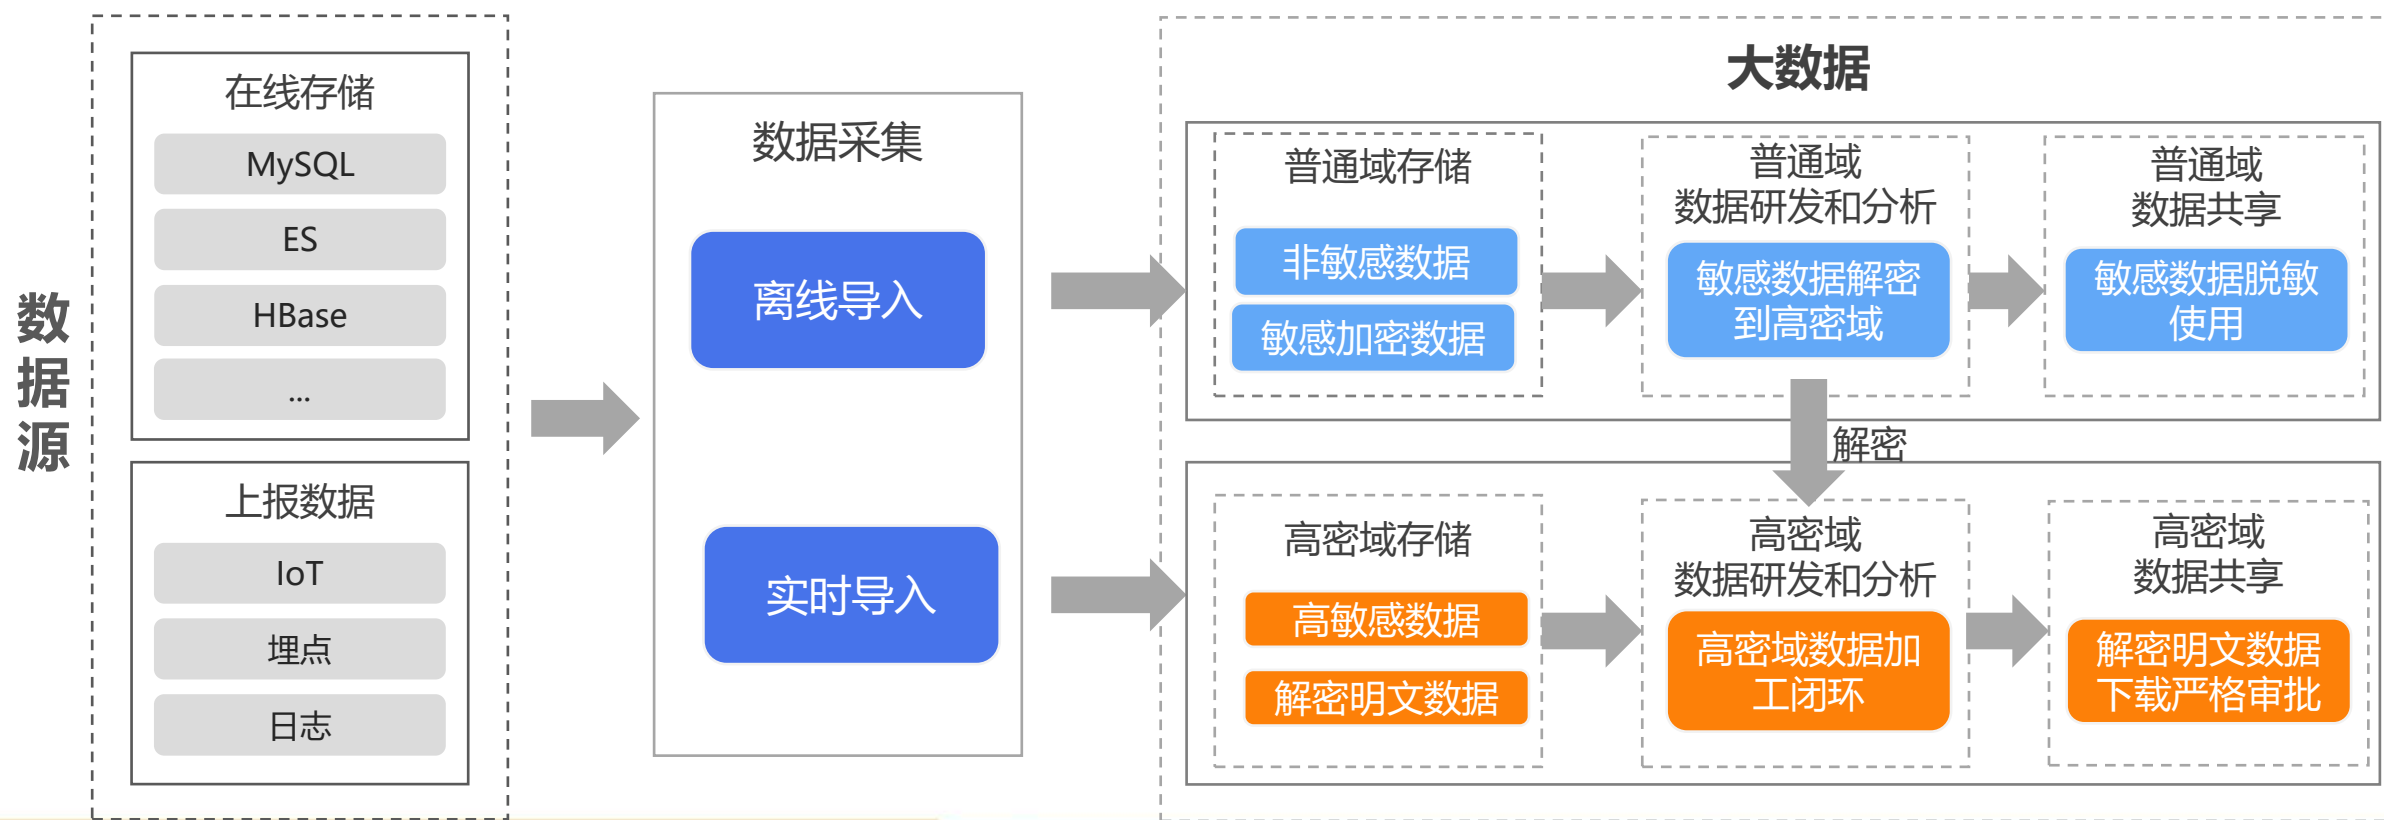 数
据
源
在线存储
MySQL
ES
HBase
...
上报数据
IoT
埋点
日志
数据采集
离线导入
实时导入
大数据
普通域存储
非敏感数据
敏感加密数据
普通域
数据研发和分析
敏感数据解密
到高密域
普通域
数据共享
敏感数据脱敏
使用
解密
高密域存储
高敏感数据
解密明文数据
高密域
数据研发和分析
高密域数据加
工闭环
高密域
数据共享
解密明文数据
下载严格审批